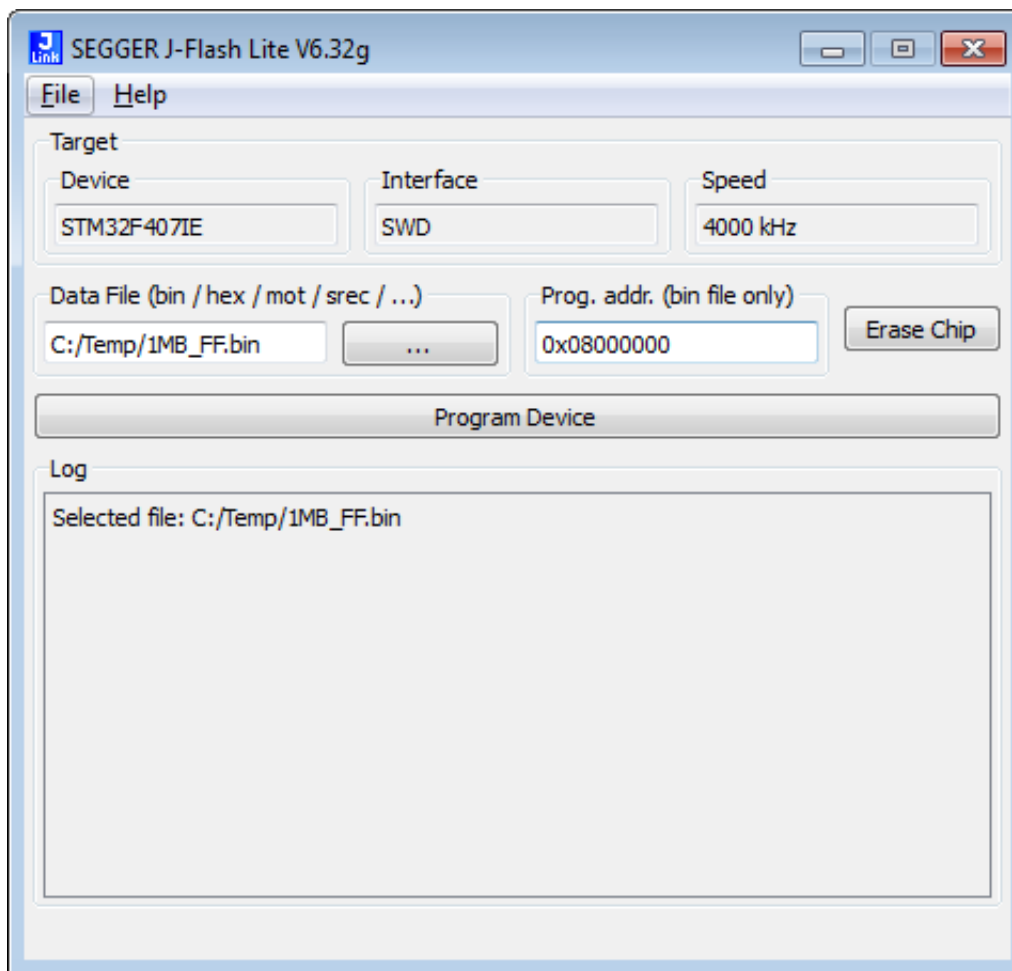 J
Link
SEGGER J-Flash Lite V6.32g
File Help
Target
Device Interface Speed
STM32F407IE SWD 4000 kHz
Data File (bin / hex / mot / srec / ...) Prog. addr. (bin file only)
C:/Temp/1MB_FF.bin ... 0x08000000 Erase Chip
Program Device
Log
Selected file: C:/Temp/1MB_FF.bin